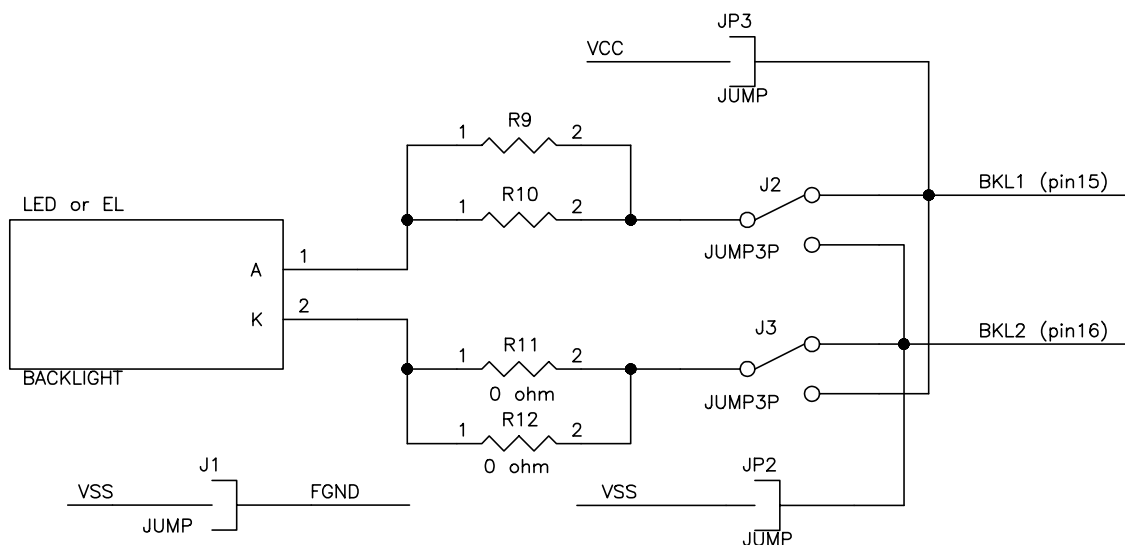 JP3
VCC
JUMP
R9
1 2
R10
1 2
J2
BKL1 (pin15)
LED or EL
JUMP3P
A
1
K
2
J3
BKL2 (pin16)
R11
1 2
0 ohm
BACKLIGHT
JUMP3P
R12
1 2
0 ohm
J1
JP2
VSS
FGND
VSS
JUMP
JUMP